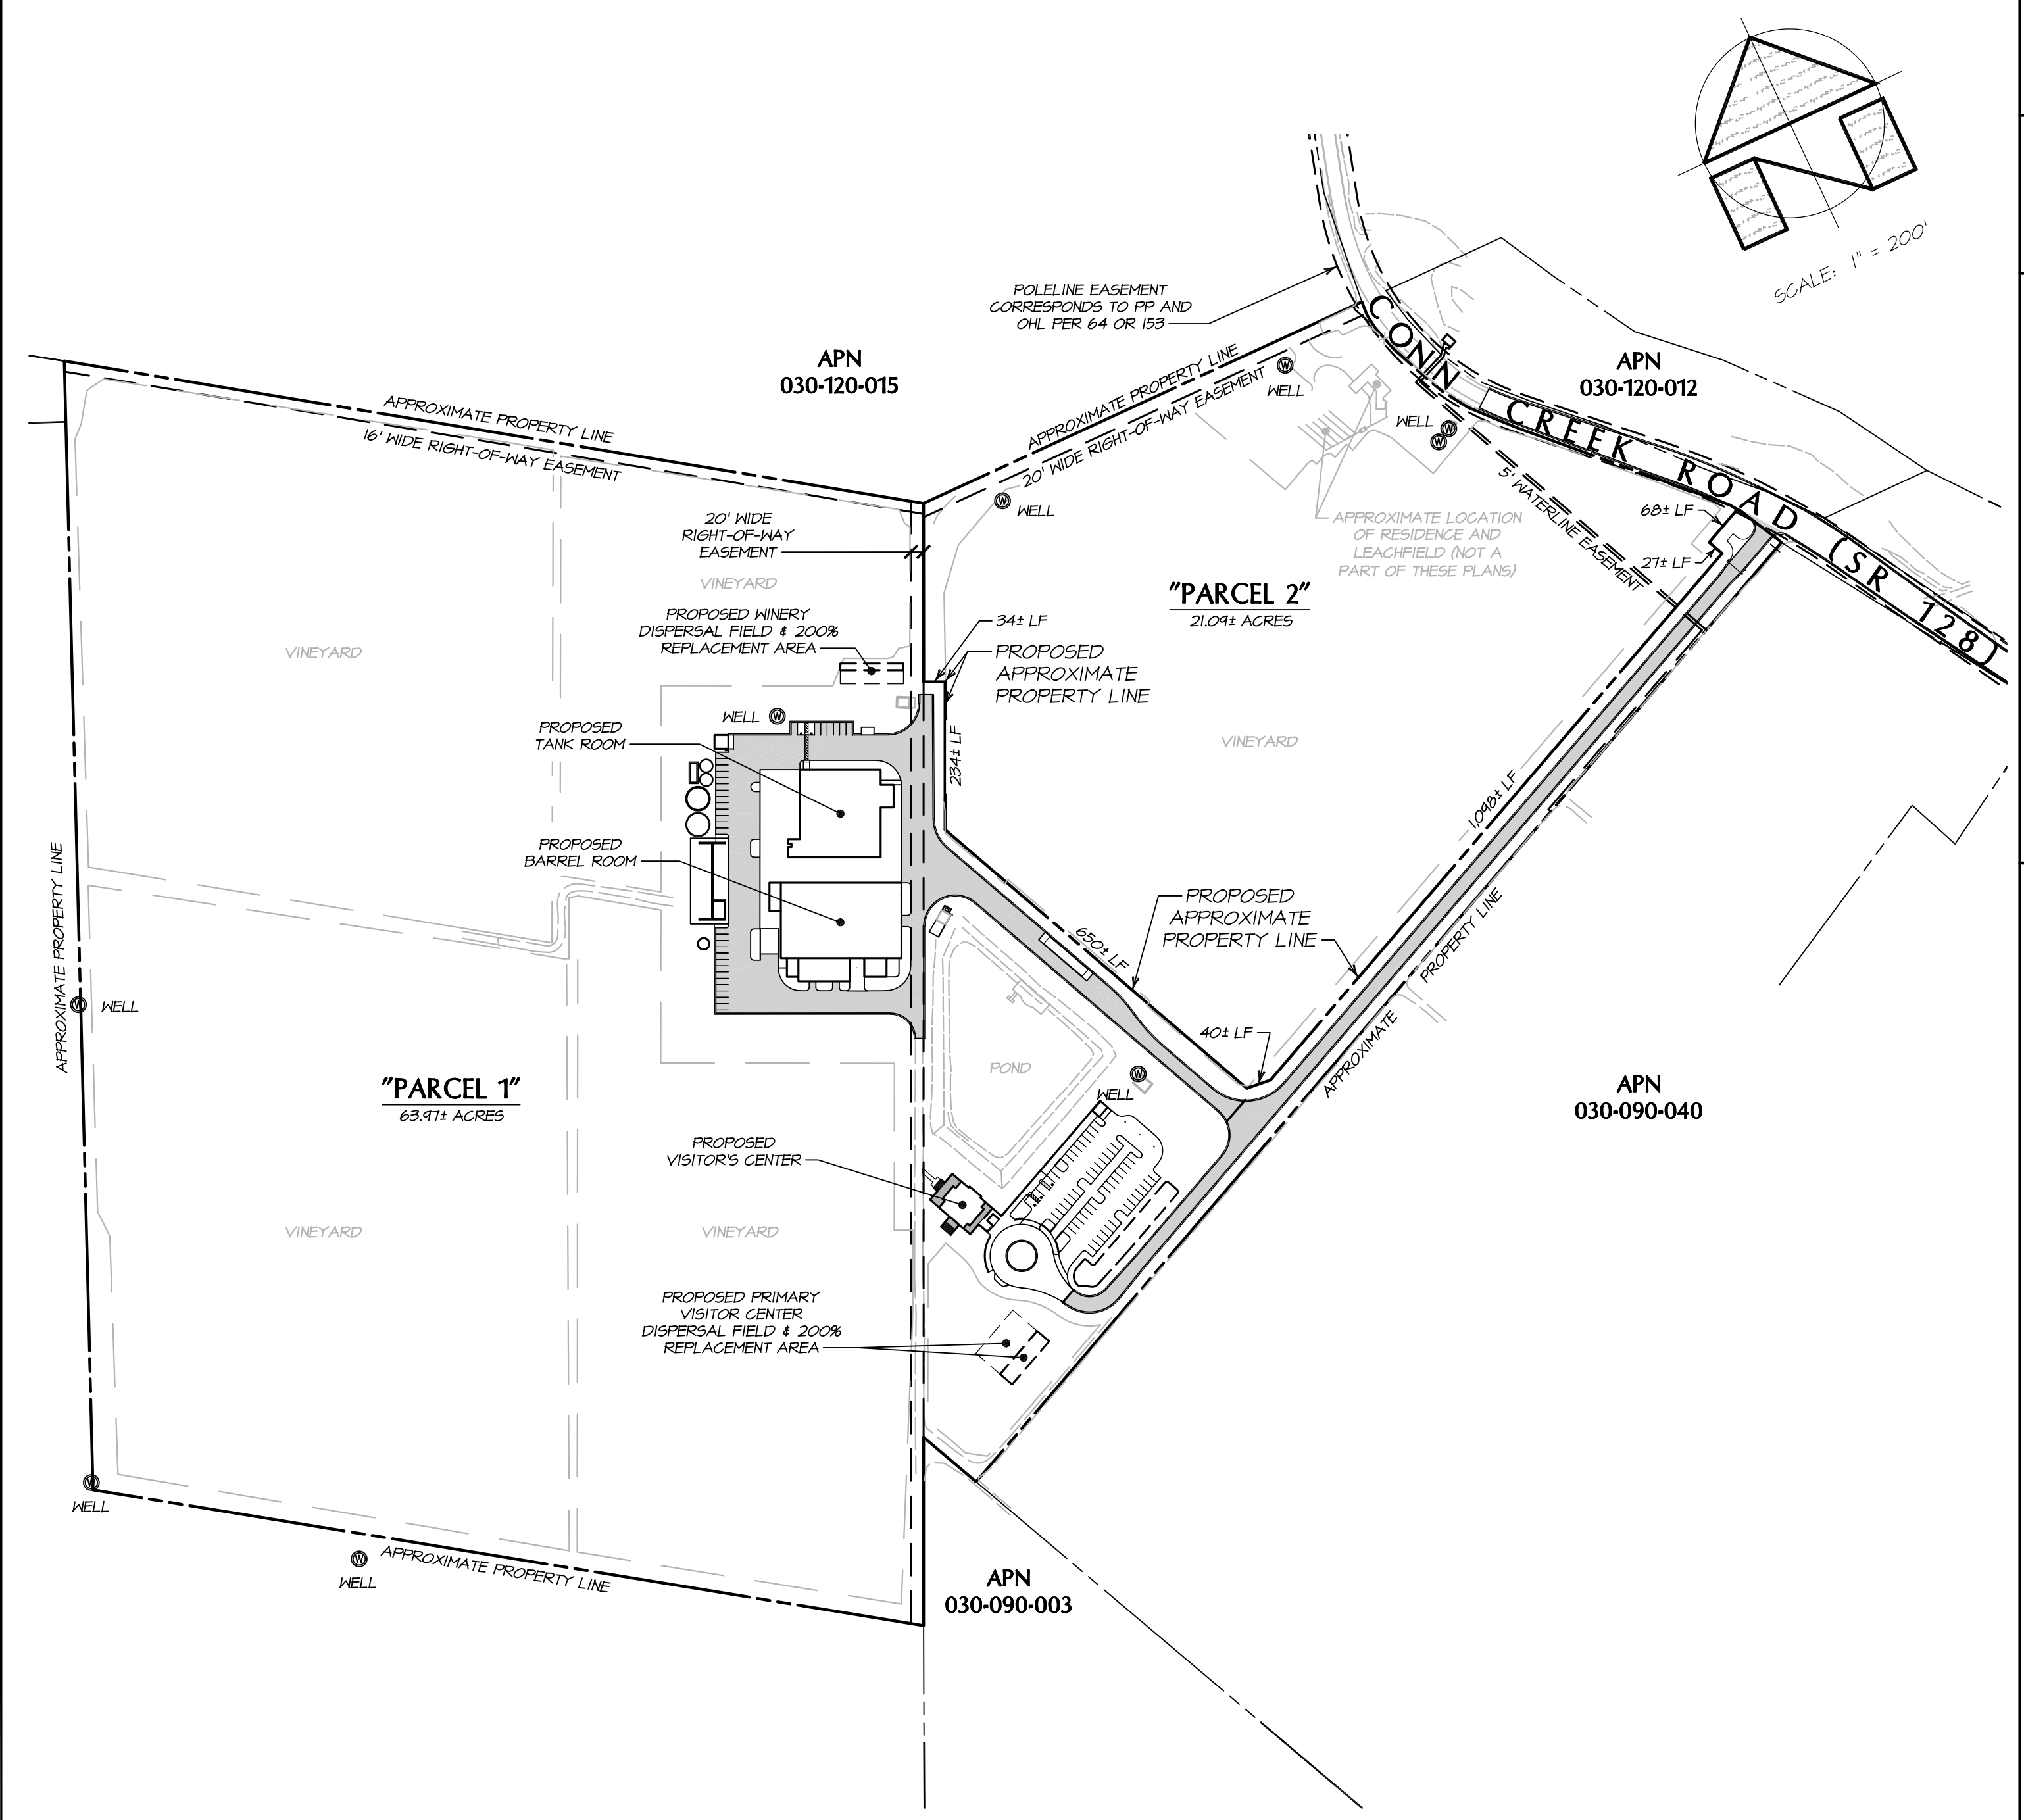 SCALE: 1" = 200'
POLELINE EASEMENT
CORRESPONDS TO PP AND
OHL PER 64 OR 153
CONN CREEK ROAD (SR 128)
APN
030-120-015
APN
030-120-012
APPROXIMATE PROPERTY LINE
16' WIDE RIGHT-OF-WAY EASEMENT
APPROXIMATE PROPERTY LINE
20' WIDE RIGHT-OF-WAY EASEMENT
WELL
WELL
5' WATERLINE EASEMENT
WELL
20' WIDE
RIGHT-OF-WAY
EASEMENT
APPROXIMATE LOCATION
OF RESIDENCE AND
LEACHFIELD (NOT A
PART OF THESE PLANS)
68± LF
27± LF
VINEYARD
"PARCEL 2"
21.09± ACRES
PROPOSED WINERY
DISPERSAL FIELD & 200%
REPLACEMENT AREA
34± LF
PROPOSED
APPROXIMATE
PROPERTY LINE
VINEYARD
WELL
PROPOSED
TANK ROOM
234± LF
VINEYARD
1,098± LF
PROPOSED
BARREL ROOM
PROPOSED
APPROXIMATE
PROPERTY LINE
650± LF
APPROXIMATE PROPERTY LINE
APPROXIMATE PROPERTY LINE
WELL
40± LF
POND
WELL
"PARCEL 1"
63.97± ACRES
APN
030-090-040
PROPOSED
VISITOR'S CENTER
VINEYARD
VINEYARD
PROPOSED PRIMARY
VISITOR CENTER
DISPERSAL FIELD & 200%
REPLACEMENT AREA
WELL
APPROXIMATE PROPERTY LINE
WELL
APN
030-090-003
W
W
W
W
W
W
W
W
W
W